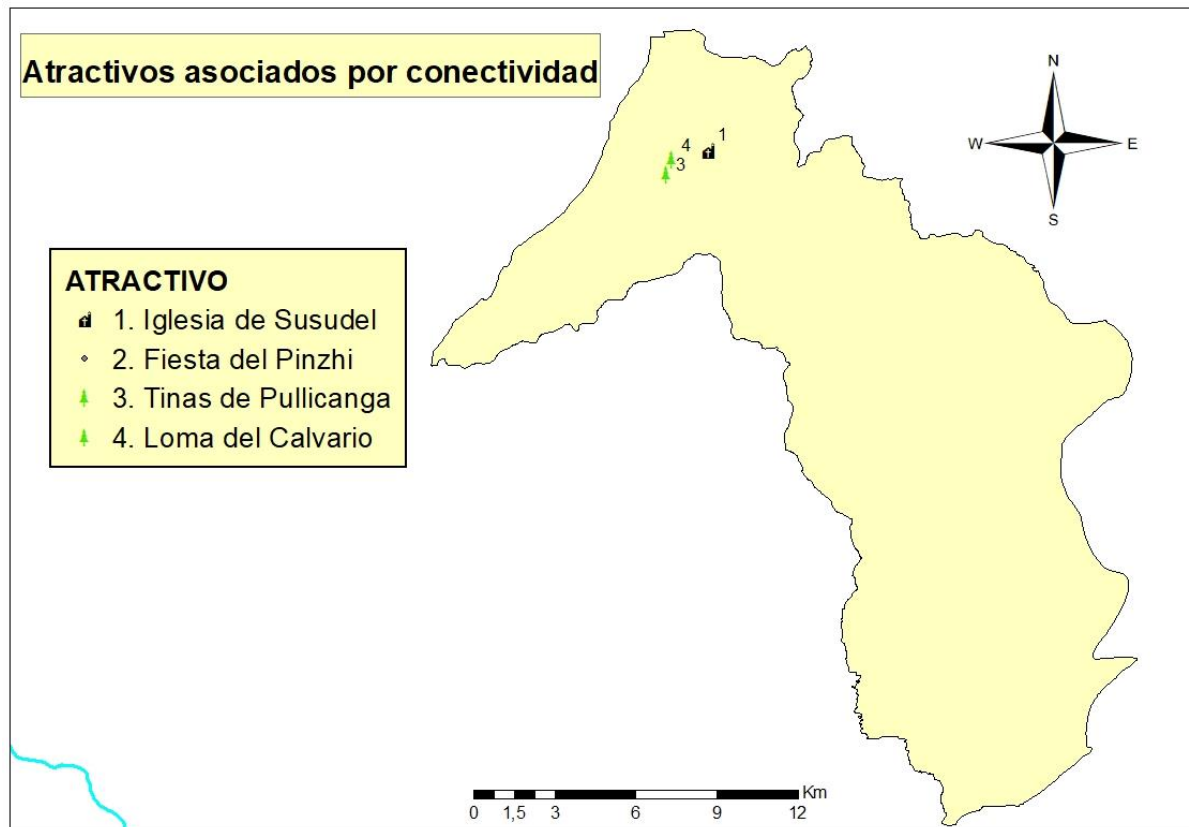 Atractivos asociados por conectividad
N
W
E
S
1
4
3
ATRACTIVO
1. Iglesia de Susudel
2. Fiesta del Pinzhi
3. Tinas de Pullicanga
4. Loma del Calvario
Km
0 1,5 3 6 9 12